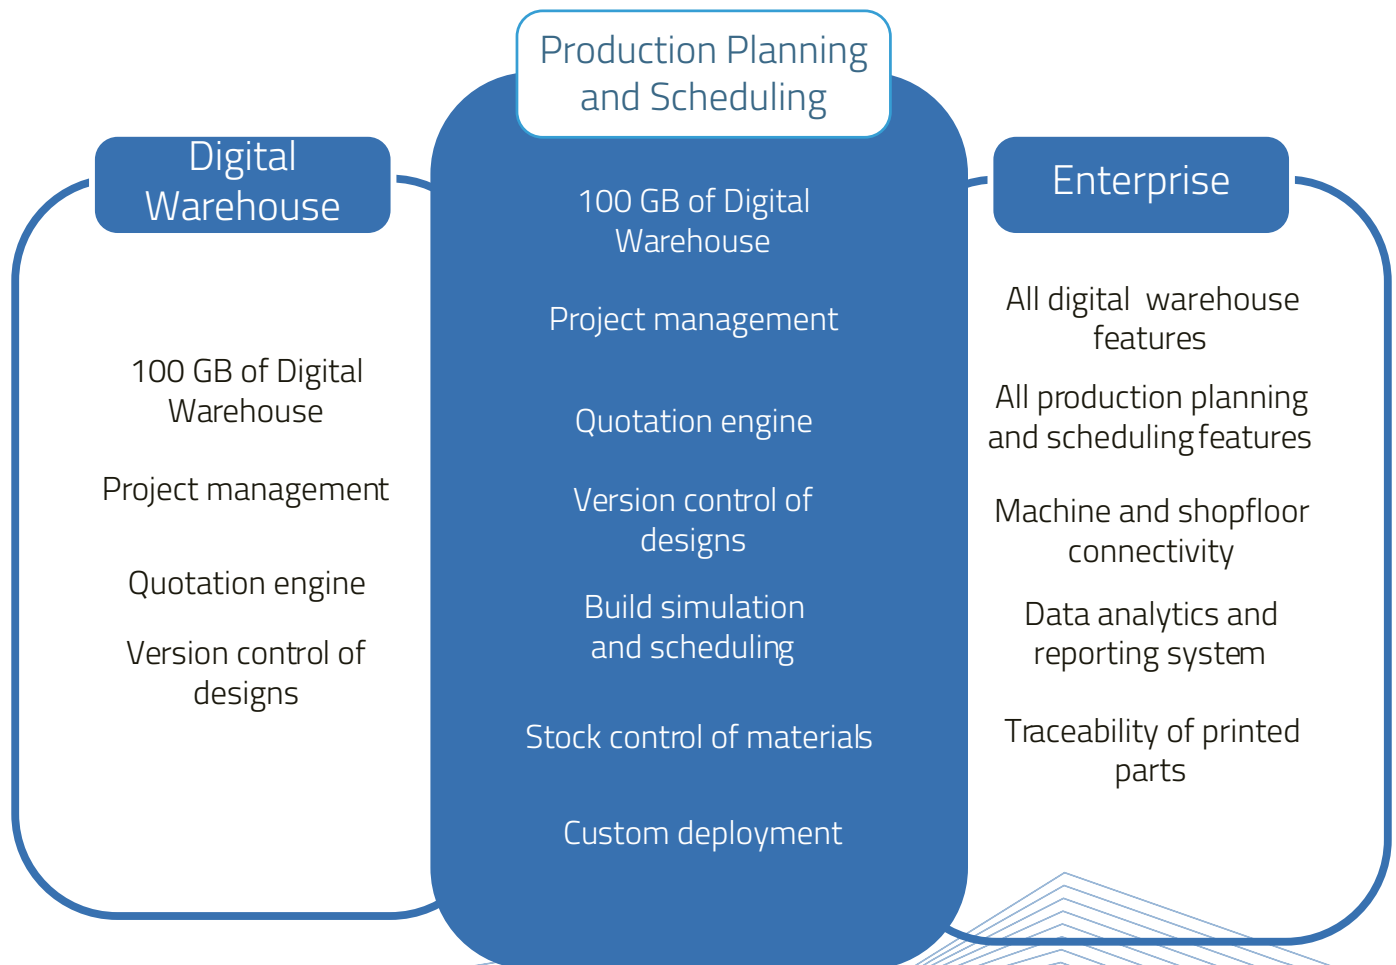 Digital
Warehouse
100 GB of Digital
Warehouse
Project management
Quotation engine
Version control of
designs
Production Planning
and Scheduling
100 GB of Digital
Warehouse
Project management
Quotation engine
Version control of
designs
Build simulation
and scheduling
Stock control of materials
Custom deployment
Enterprise
All digital warehouse
features
All production planning
and scheduling features
Machine and shopfloor
connectivity
Data analytics and
reporting system
Traceability of printed
parts